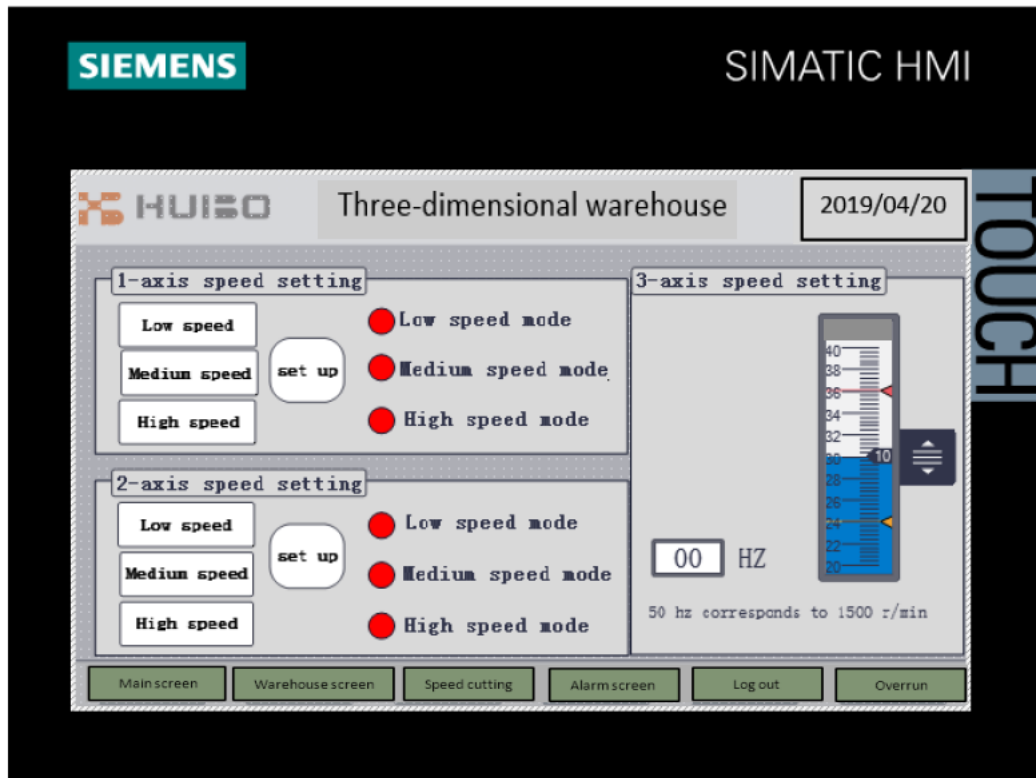 SIEMENS
SIMATIC HMI
TOUCH
HUIBO
Three-dimensional warehouse
2019/04/20
1-axis speed setting
Low speed
Medium speed
High speed
set up
Low speed mode
Medium speed mode
High speed mode
2-axis speed setting
Low speed
Medium speed
High speed
set up
Low speed mode
Medium speed mode
High speed mode
3-axis speed setting
40
38
36
34
32
30
28
26
24
22
20
10
00 HZ
50 hz corresponds to 1500 r/min
Main screen
Warehouse screen
Speed cutting
Alarm screen
Log out
Overrun